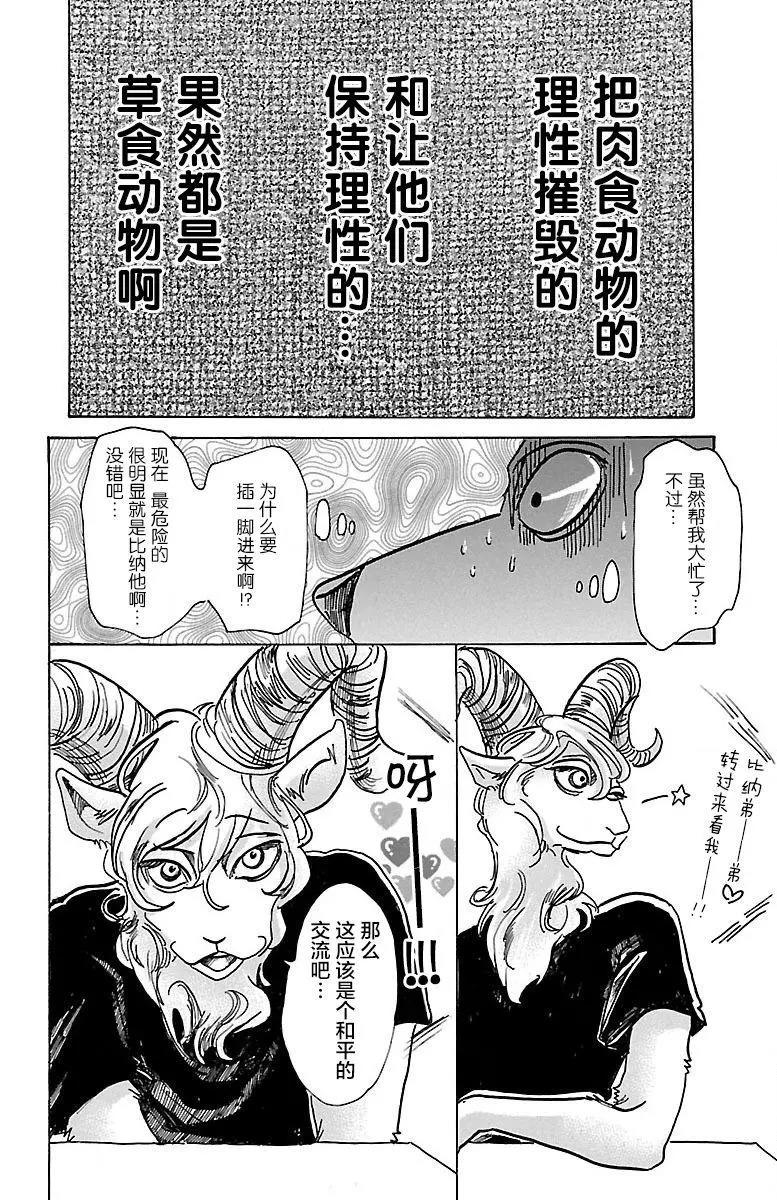 把肉食动物的
理性摧毁的
和让他们
保持理性的…
果然都是
草食动物啊
虽然帮我大忙了…
不过…
为什么要
插一脚进来啊!?
现在 最危险的
很明显就是比纳他啊…
没错吧…
比纳弟——弟♡
转过来看我——!!
呀——!!!
那么
这应该是个和平的
交流吧…